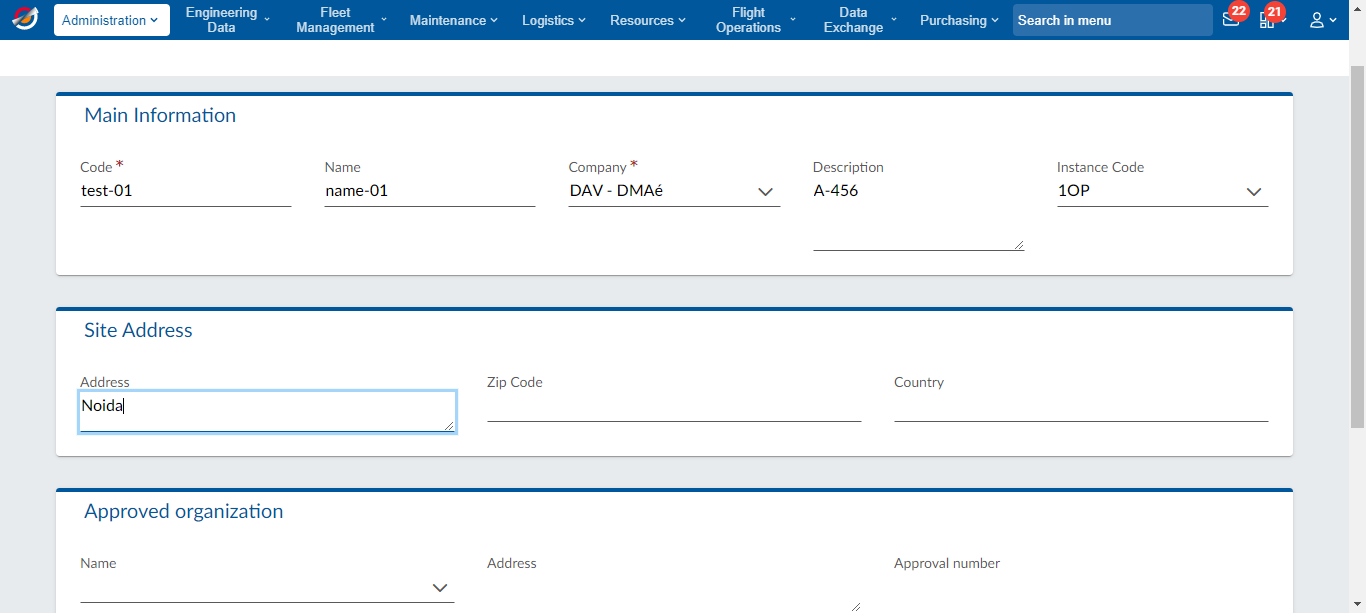 Administration
Engineering Data
Fleet Management
Maintenance
Logistics
Resources
Flight Operations
Data Exchange
Purchasing
Search in menu
22
21
Main Information
Code *
Name
Company *
Description
Instance Code
test-01
name-01
DAV - DMAé
A-456
1OP
Site Address
Address
Zip Code
Country
Noida
Approved organization
Name
Address
Approval number